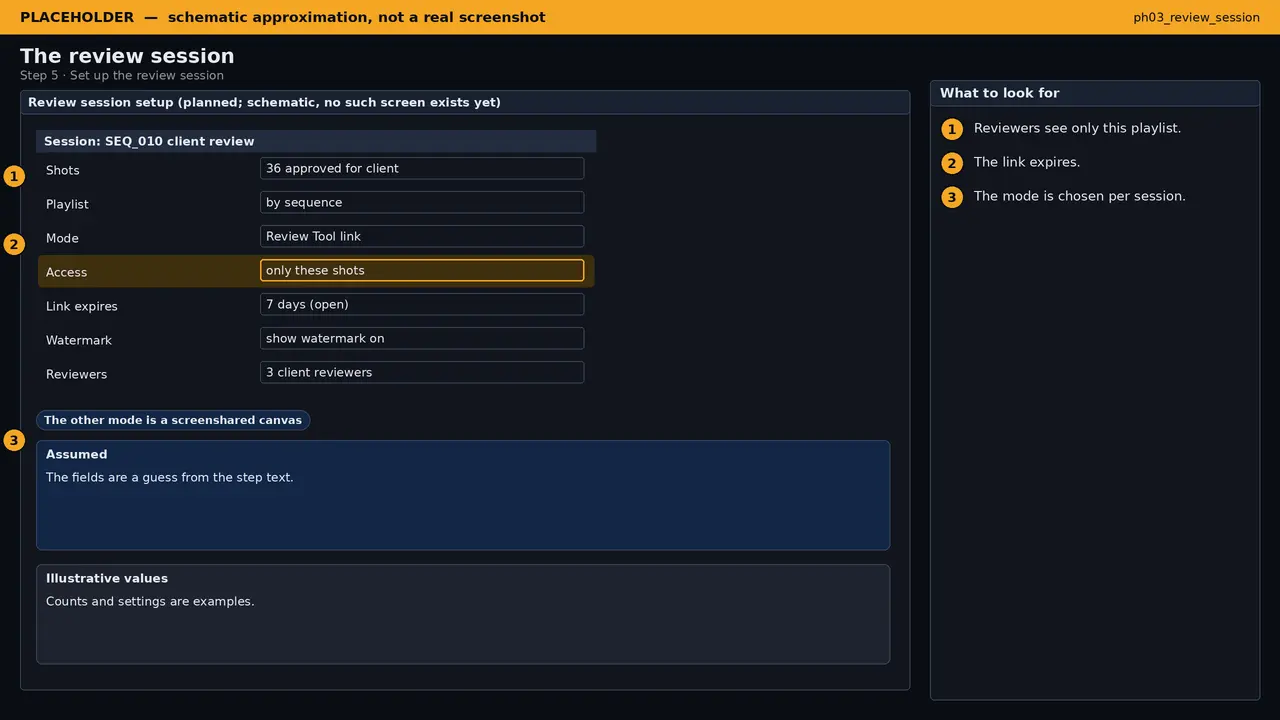 PLACEHOLDER — schematic approximation, not a real screenshot
ph03_review_session
The review session
Step 5 · Set up the review session
Review session setup (planned; schematic, no such screen exists yet)
Session: SEQ_010 client review
1
Shots
36 approved for client
Playlist
by sequence
2
Mode
Review Tool link
Access
only these shots
Link expires
7 days (open)
Watermark
show watermark on
Reviewers
3 client reviewers
The other mode is a screenshared canvas
3
Assumed
The fields are a guess from the step text.
Illustrative values
Counts and settings are examples.
What to look for
1 Reviewers see only this playlist.
2 The link expires.
3 The mode is chosen per session.